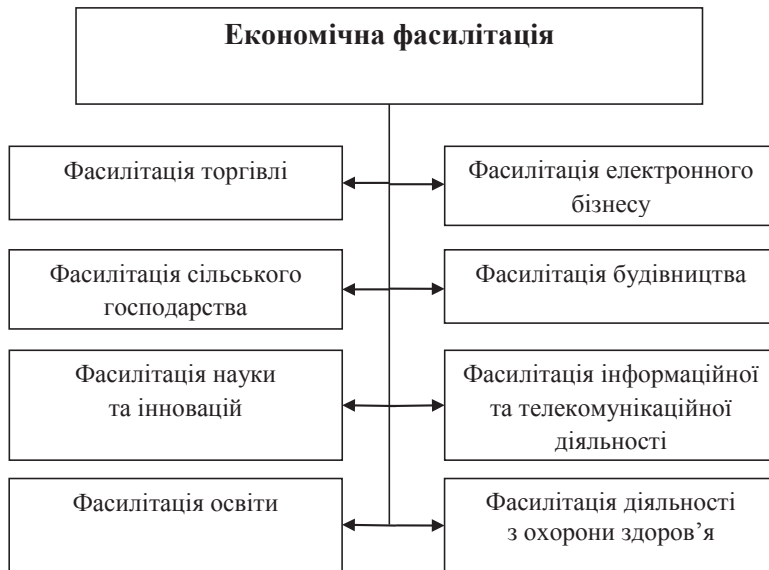 Економічна фасилітація
Фасилітація торгівлі
Фасилітація електронного
бізнесу
Фасилітація сільського
господарства
Фасилітація будівництва
Фасилітація науки
та інновацій
Фасилітація інформаційної
та телекомунікаційної
діяльності
Фасилітація освіти
Фасилітація діяльності
з охорони здоров’я